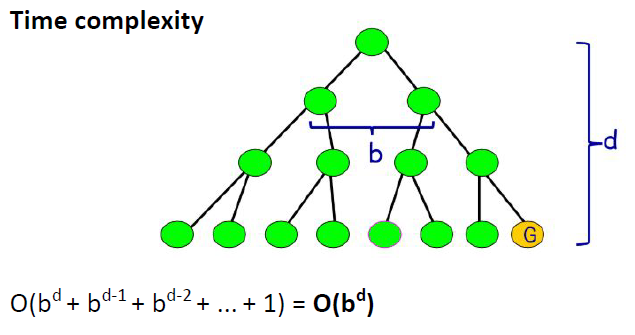 Time complexity
b
d
G
O(b^d + b^d-1 + b^d-2 + ... + 1) = O(b^d)